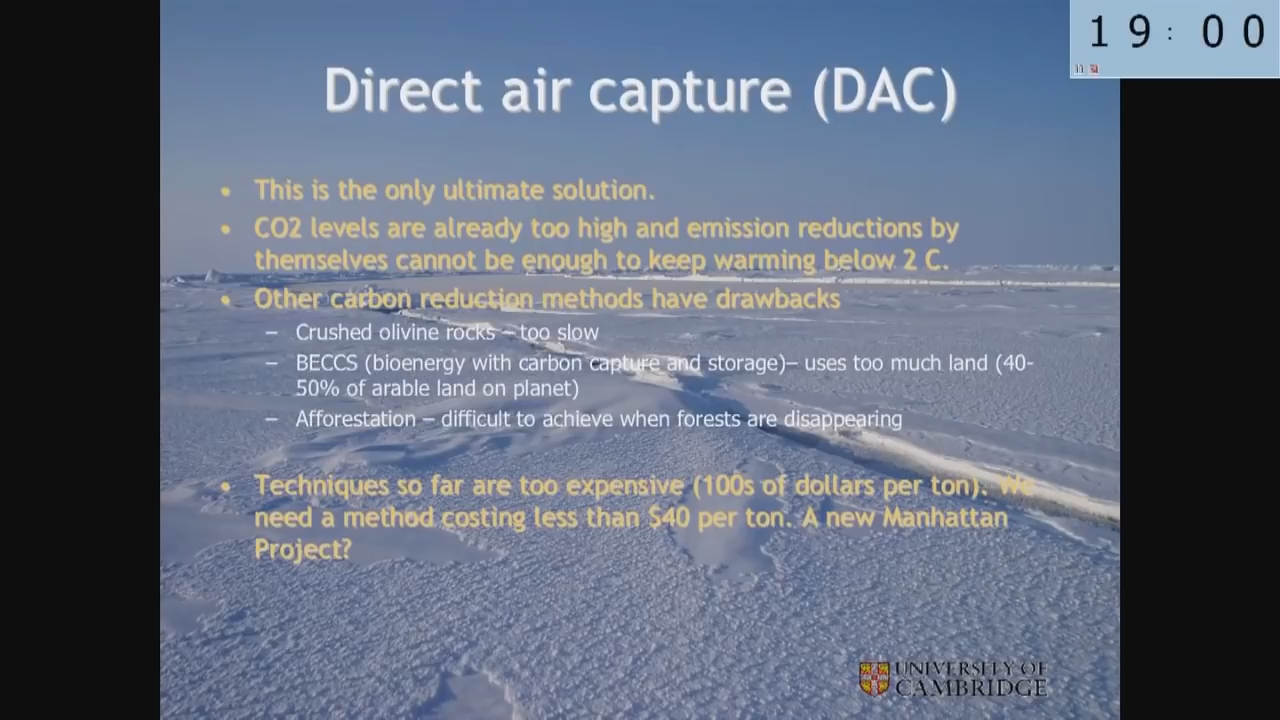 19:00
Direct air capture (DAC)
• This is the only ultimate solution.
• CO2 levels are already too high and emission reductions by
themselves cannot be enough to keep warming below 2 C.
• Other carbon reduction methods have drawbacks
– Crushed olivine rocks – too slow
– BECCS (bioenergy with carbon capture and storage)– uses too much land (40-
50% of arable land on planet)
– Afforestation – difficult to achieve when forests are disappearing
• Techniques so far are too expensive (100s of dollars per ton). We
need a method costing less than $40 per ton. A new Manhattan
Project?
UNIVERSITY OF
CAMBRIDGE